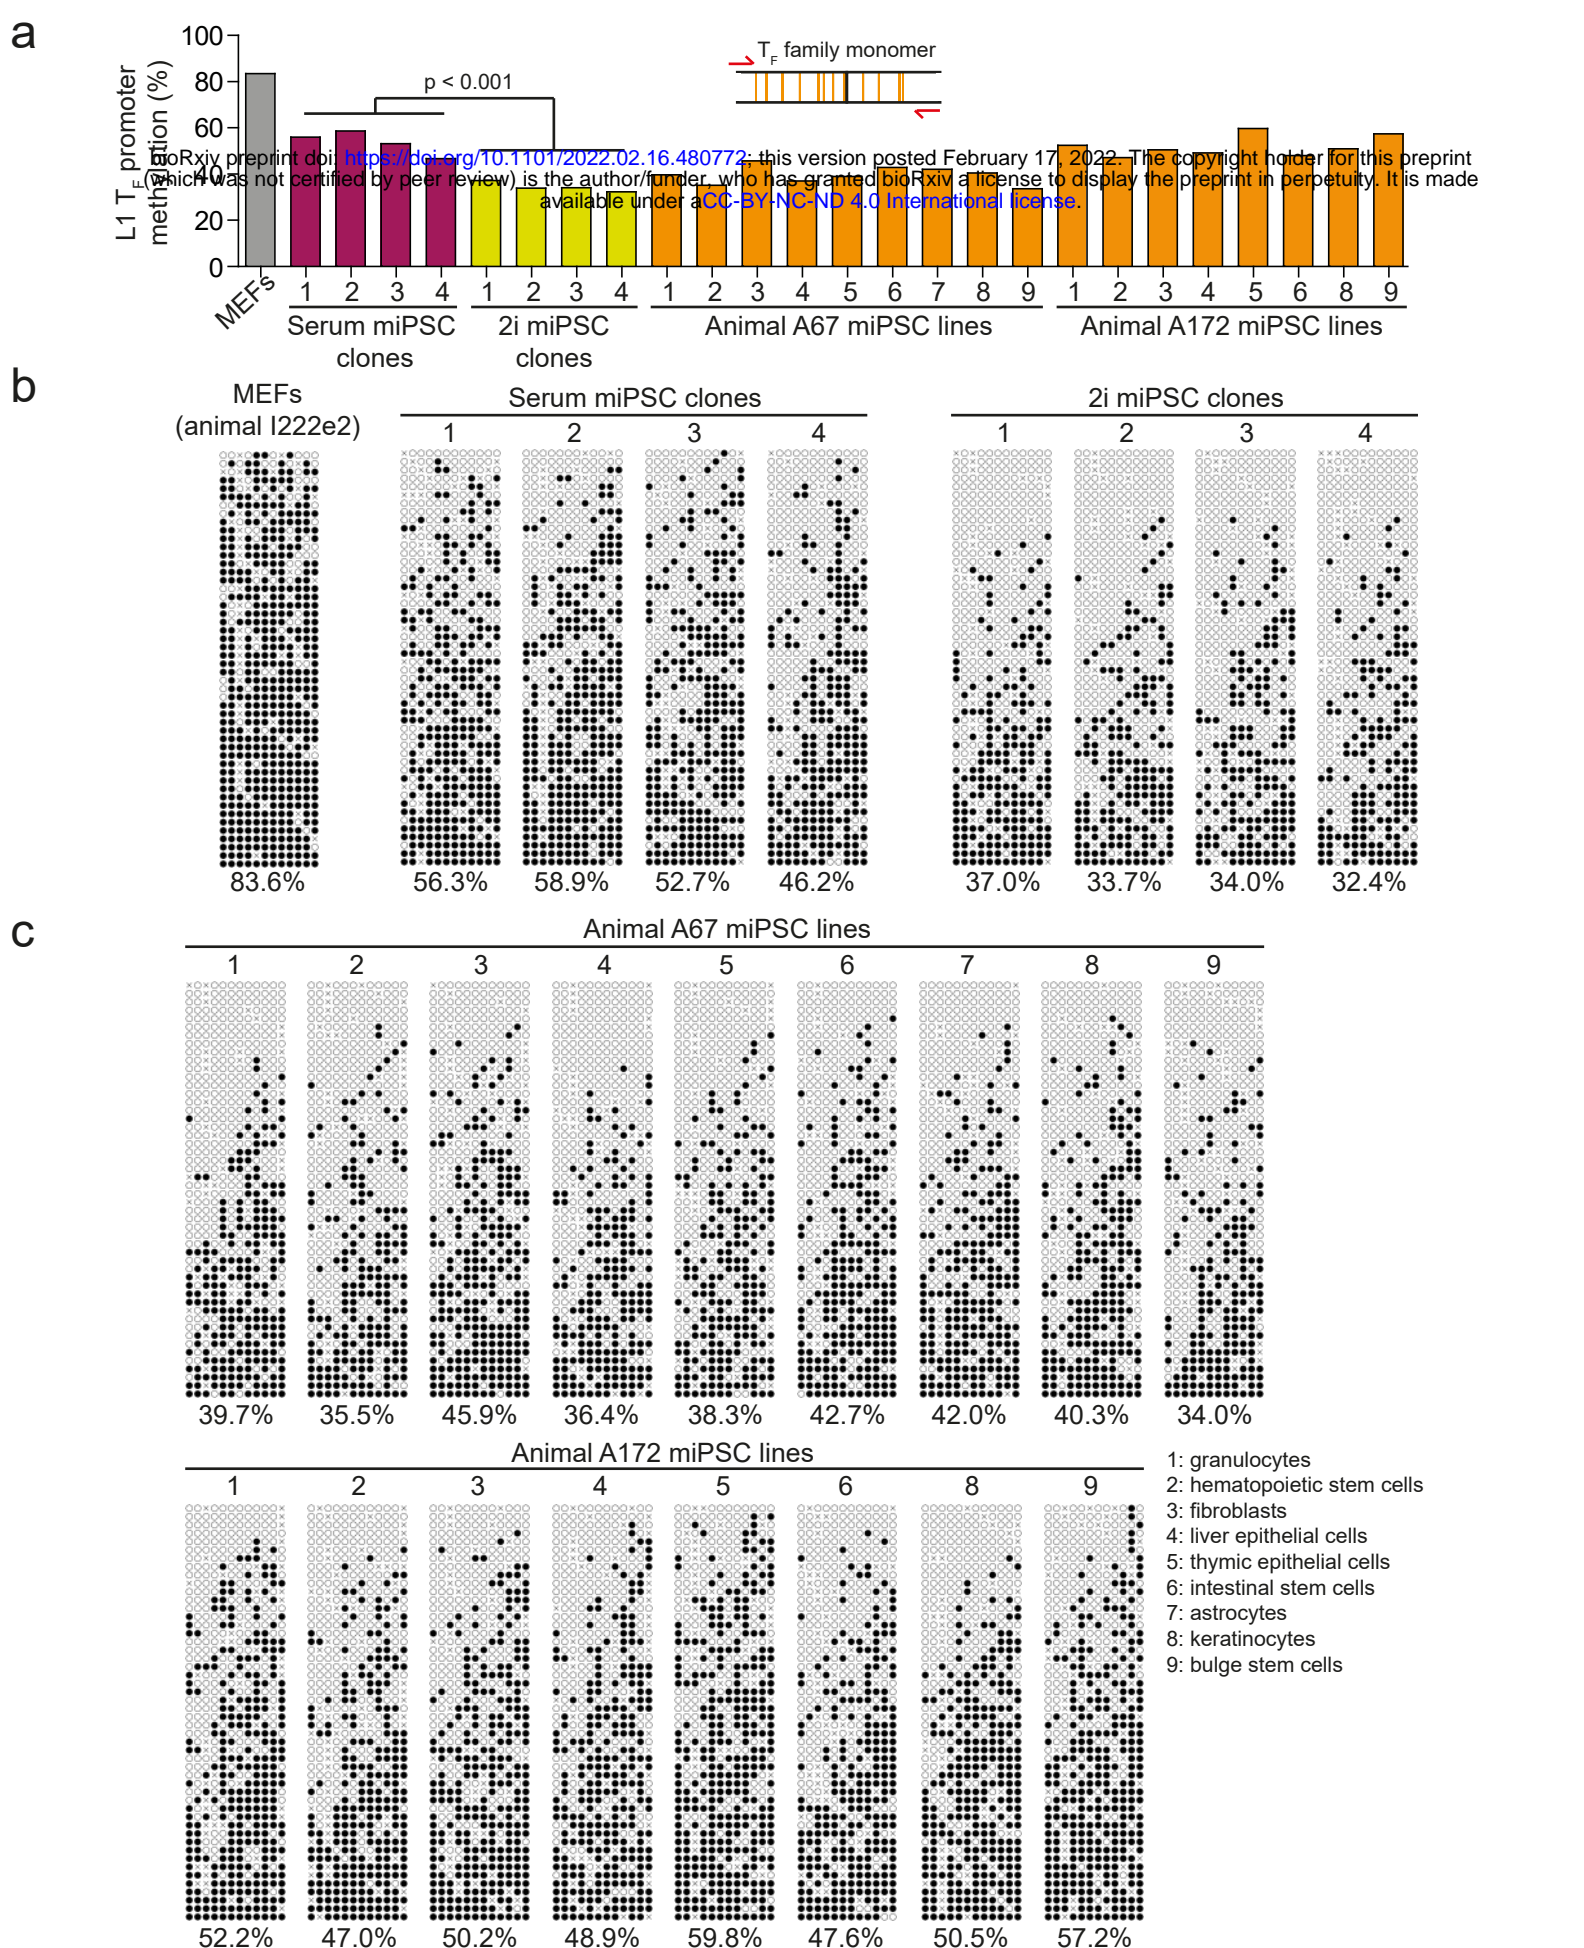 a
100
80
60
40
20
0
L1 TF promoter
methylation (%)
p < 0.001
TF family monomer
bioRxiv preprint doi: https://doi.org/10.1101/2022.02.16.480772; this version posted February 17, 2022. The copyright holder for this preprint
(which was not certified by peer review) is the author/funder, who has granted bioRxiv a license to display the preprint in perpetuity. It is made
available under aCC-BY-NC-ND 4.0 International license.
MEFs 1 2 3 4 1 2 3 4 1 2 3 4 5 6 7 8 9 1 2 3 4 5 6 8 9
Serum miPSC
clones
2i miPSC
clones
Animal A67 miPSC lines
Animal A172 miPSC lines
b
MEFs
(animal I222e2)
Serum miPSC clones
2i miPSC clones
1 2 3 4 1 2 3 4
83.6% 56.3% 58.9% 52.7% 46.2% 37.0% 33.7% 34.0% 32.4%
c
Animal A67 miPSC lines
1 2 3 4 5 6 7 8 9
39.7% 35.5% 45.9% 36.4% 38.3% 42.7% 42.0% 40.3% 34.0%
Animal A172 miPSC lines
1 2 3 4 5 6 8 9
52.2% 47.0% 50.2% 48.9% 59.8% 47.6% 50.5% 57.2%
1: granulocytes
2: hematopoietic stem cells
3: fibroblasts
4: liver epithelial cells
5: thymic epithelial cells
6: intestinal stem cells
7: astrocytes
8: keratinocytes
9: bulge stem cells